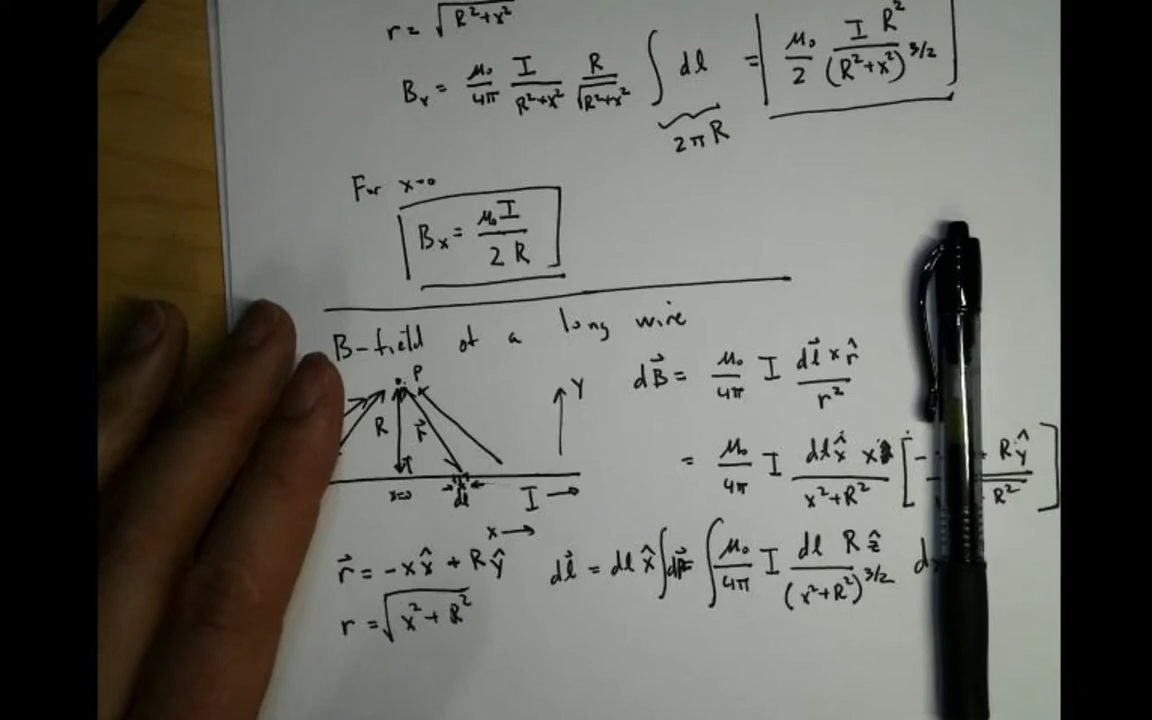 r = √(R²+x²)
Bₓ = μ₀/4π I/(R²+x²) R/√(R²+x²) ∫ dl = μ₀/2 I R²/(R²+x²)^3/2
2πR
For x=0
Bₓ = μ₀I/2R
B-field of a long wire
P
R r⃗ Y
x=0 dl I →
x →
dB⃗ = μ₀/4π I dl⃗ × r̂/r²
= μ₀/4π I dl x̂/(x²+R²) × [- + Rŷ/ R²]
r⃗ = -x x̂ + R ŷ dl⃗ = dl x̂ ∫ = ∫ μ₀/4π I dl R ẑ/(x²+R²)^3/2
r = √(x²+R²)